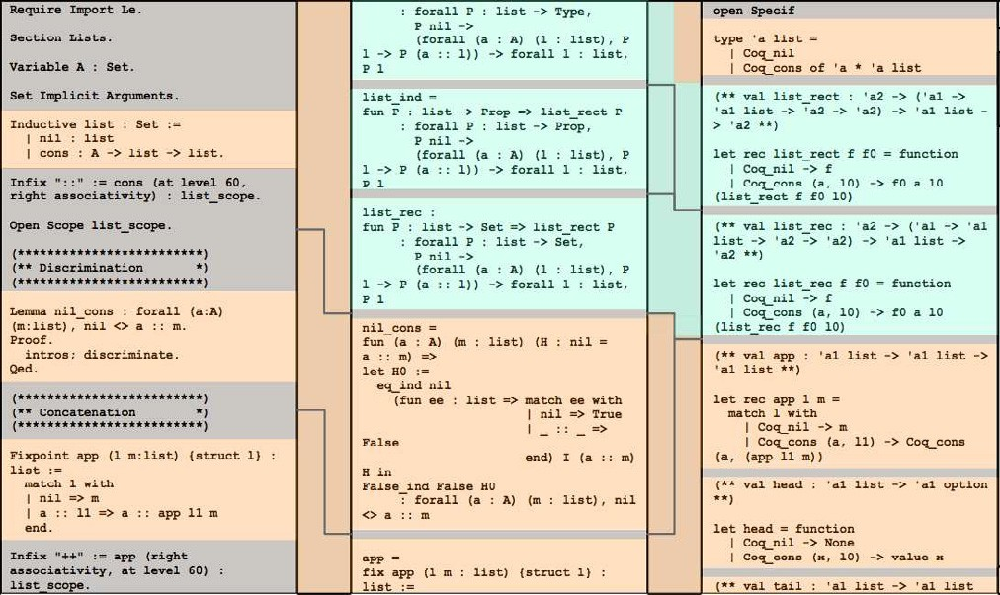 Require Import Le.
Section Lists.
Variable A : Set.
Set Implicit Arguments.
Inductive list : Set :=
| nil : list
| cons : A -> list -> list.
Infix "::" := cons (at level 60,
right associativity) : list_scope.
Open Scope list_scope.
(*************************)
(** Discrimination       *)
(*************************)
Lemma nil_cons : forall (a:A)
(m:list), nil <> a :: m.
Proof.
intros; discriminate.
Qed.
(*************************)
(** Concatenation        *)
(*************************)
Fixpoint app (l m:list) {struct l} :
list :=
match l with
| nil => m
| a :: l1 => a :: app l1 m
end.
Infix "++" := app (right
associativity, at level 60) :
list_scope.
: forall P : list -> Type,
P nil ->
(forall (a : A) (l : list), P
l -> P (a :: l)) -> forall l : list,
P l
list_ind =
fun P : list -> Prop => list_rect P
: forall P : list -> Prop,
P nil ->
(forall (a : A) (l : list), P
l -> P (a :: l)) -> forall l : list,
P l
list_rec :
fun P : list -> Set => list_rect P
: forall P : list -> Set,
P nil ->
(forall (a : A) (l : list), P
l -> P (a :: l)) -> forall l : list,
P l
nil_cons =
fun (a : A) (m : list) (H : nil =
a :: m) =>
let H0 :=
eq_ind nil
(fun ee : list => match ee with
| nil => True
| _ :: _ =>
False
end) I (a :: m)
H in
False_ind False H0
: forall (a : A) (m : list), nil
<> a :: m
app =
fix app (l m : list) {struct l} :
list :=
open Specif
type 'a list =
| Coq_nil
| Coq_cons of 'a * 'a list
(** val list_rect : 'a2 -> ('a1 ->
'a1 list -> 'a2 -> 'a2) -> 'a1 list -
> 'a2 **)
let rec list_rect f f0 = function
| Coq_nil -> f
| Coq_cons (a, l0) -> f0 a l0
(list_rect f f0 l0)
(** val list_rec : 'a2 -> ('a1 -> 'a1
list -> 'a2 -> 'a2) -> 'a1 list ->
'a2 **)
let rec list_rec f f0 = function
| Coq_nil -> f
| Coq_cons (a, l0) -> f0 a l0
(list_rec f f0 l0)
(** val app : 'a1 list -> 'a1 list ->
'a1 list **)
let rec app l m =
match l with
| Coq_nil -> m
| Coq_cons (a, l1) -> Coq_cons
(a, (app l1 m))
(** val head : 'a1 list -> 'a1 option
**)
let head = function
| Coq_nil -> None
| Coq_cons (x, l0) -> value x
(** val tail : 'a1 list -> 'a1 list